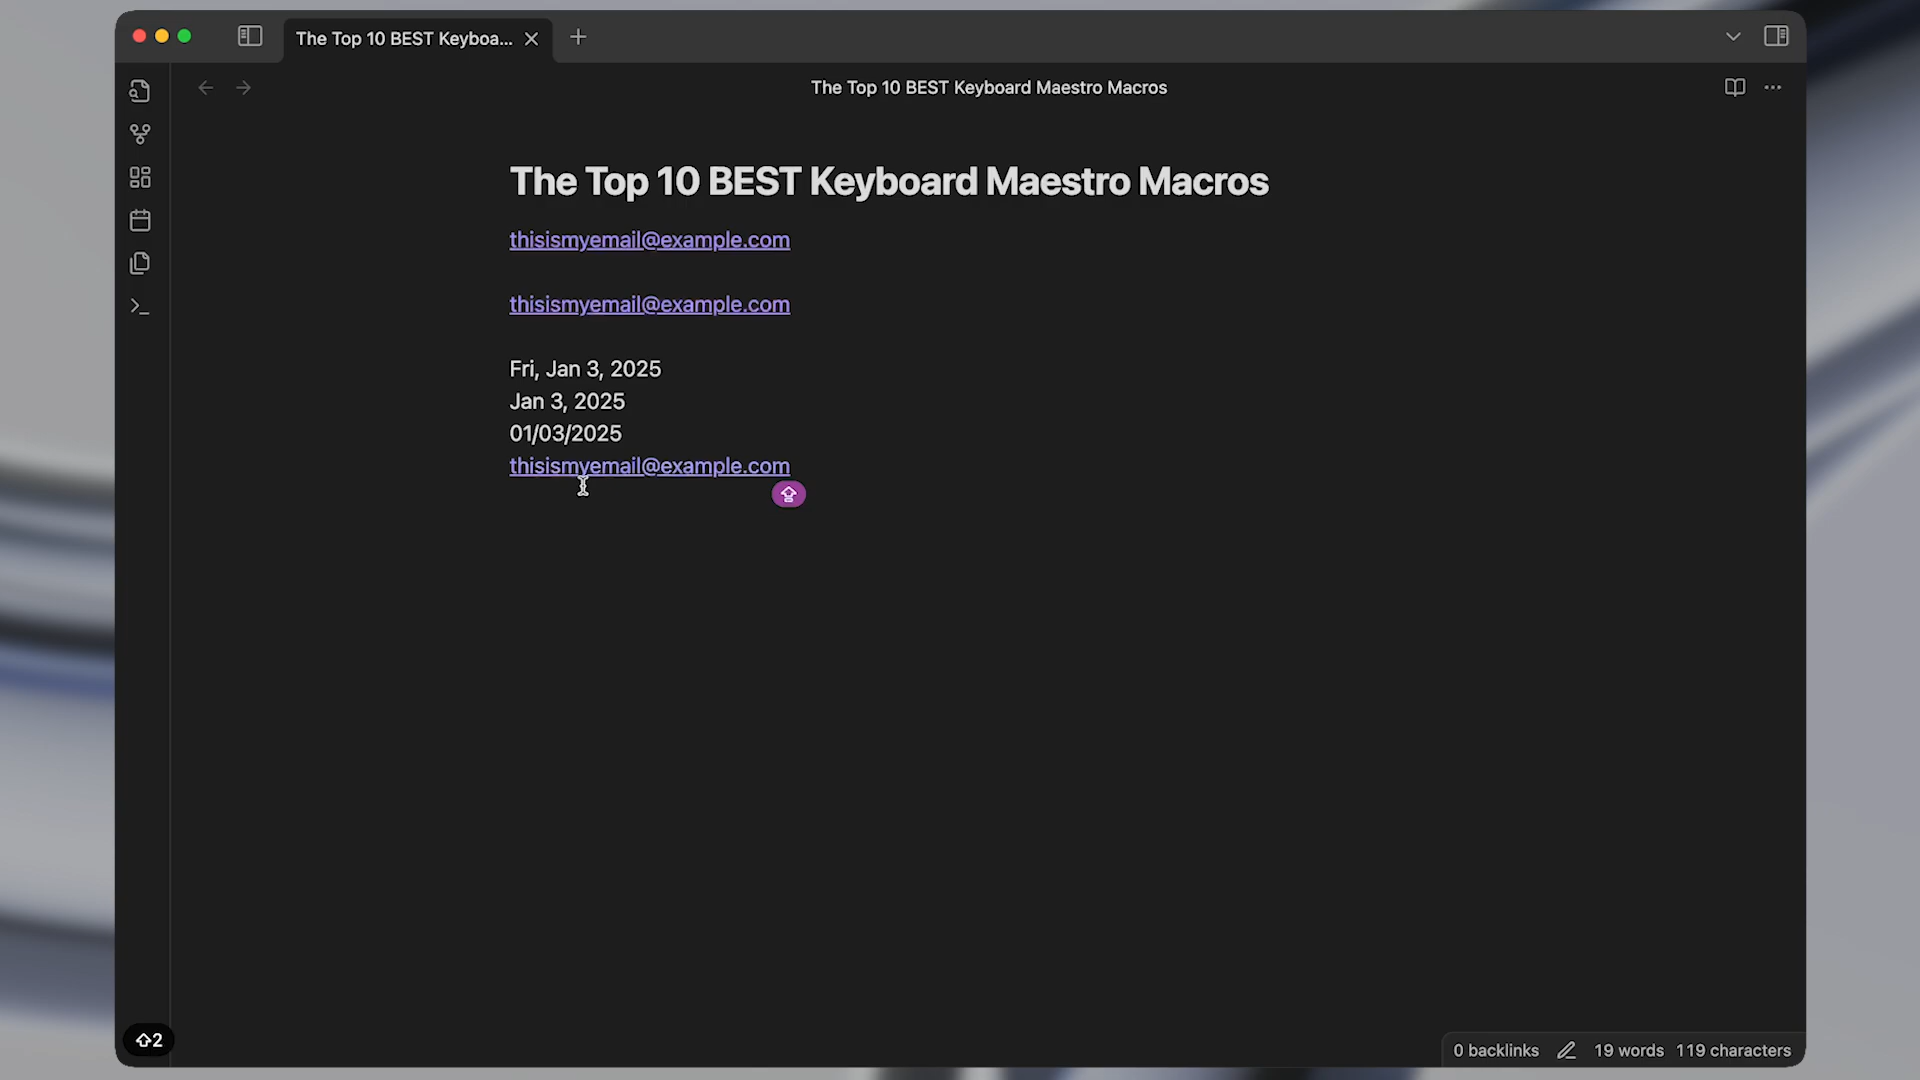 The Top 10 BEST Keyboa...
The Top 10 BEST Keyboard Maestro Macros
The Top 10 BEST Keyboard Maestro Macros
thisismyemail@example.com
thisismyemail@example.com
Fri, Jan 3, 2025
Jan 3, 2025
01/03/2025
thisismyemail@example.com
⇧2
0 backlinks 19 words 119 characters